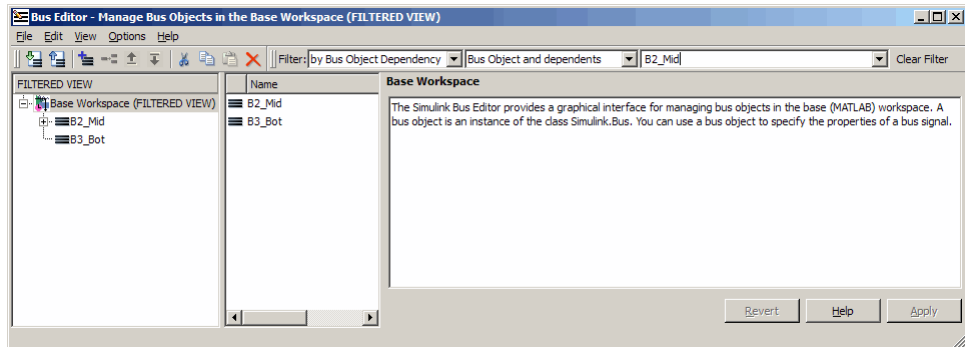 Bus Editor - Manage Bus Objects in the Base Workspace (FILTERED VIEW)
File Edit View Options Help
Filter: by Bus Object Dependency Bus Object and dependents B2_Mid Clear Filter
FILTERED VIEW
Base Workspace (FILTERED VIEW)
B2_Mid
B3_Bot
Name
B2_Mid
B3_Bot
Base Workspace
The Simulink Bus Editor provides a graphical interface for managing bus objects in the base (MATLAB) workspace. A
bus object is an instance of the class Simulink.Bus. You can use a bus object to specify the properties of a bus signal.
Revert Help Apply